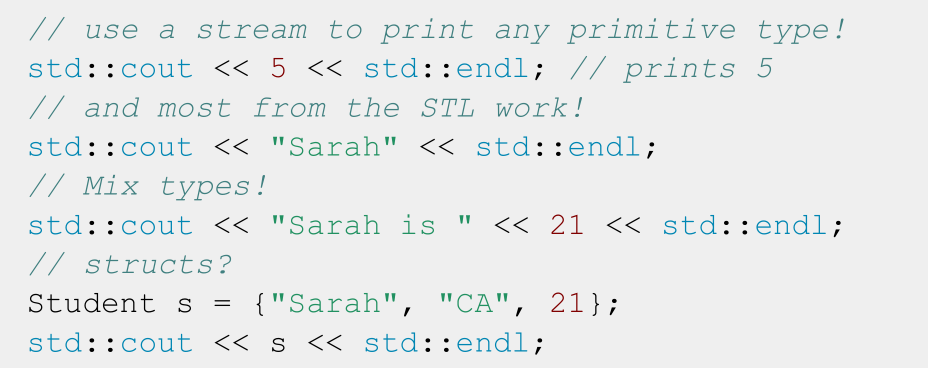 // use a stream to print any primitive type!
std::cout << 5 << std::endl; // prints 5
// and most from the STL work!
std::cout << "Sarah" << std::endl;
// Mix types!
std::cout << "Sarah is " << 21 << std::endl;
// structs?
Student s = {"Sarah", "CA", 21};
std::cout << s << std::endl;